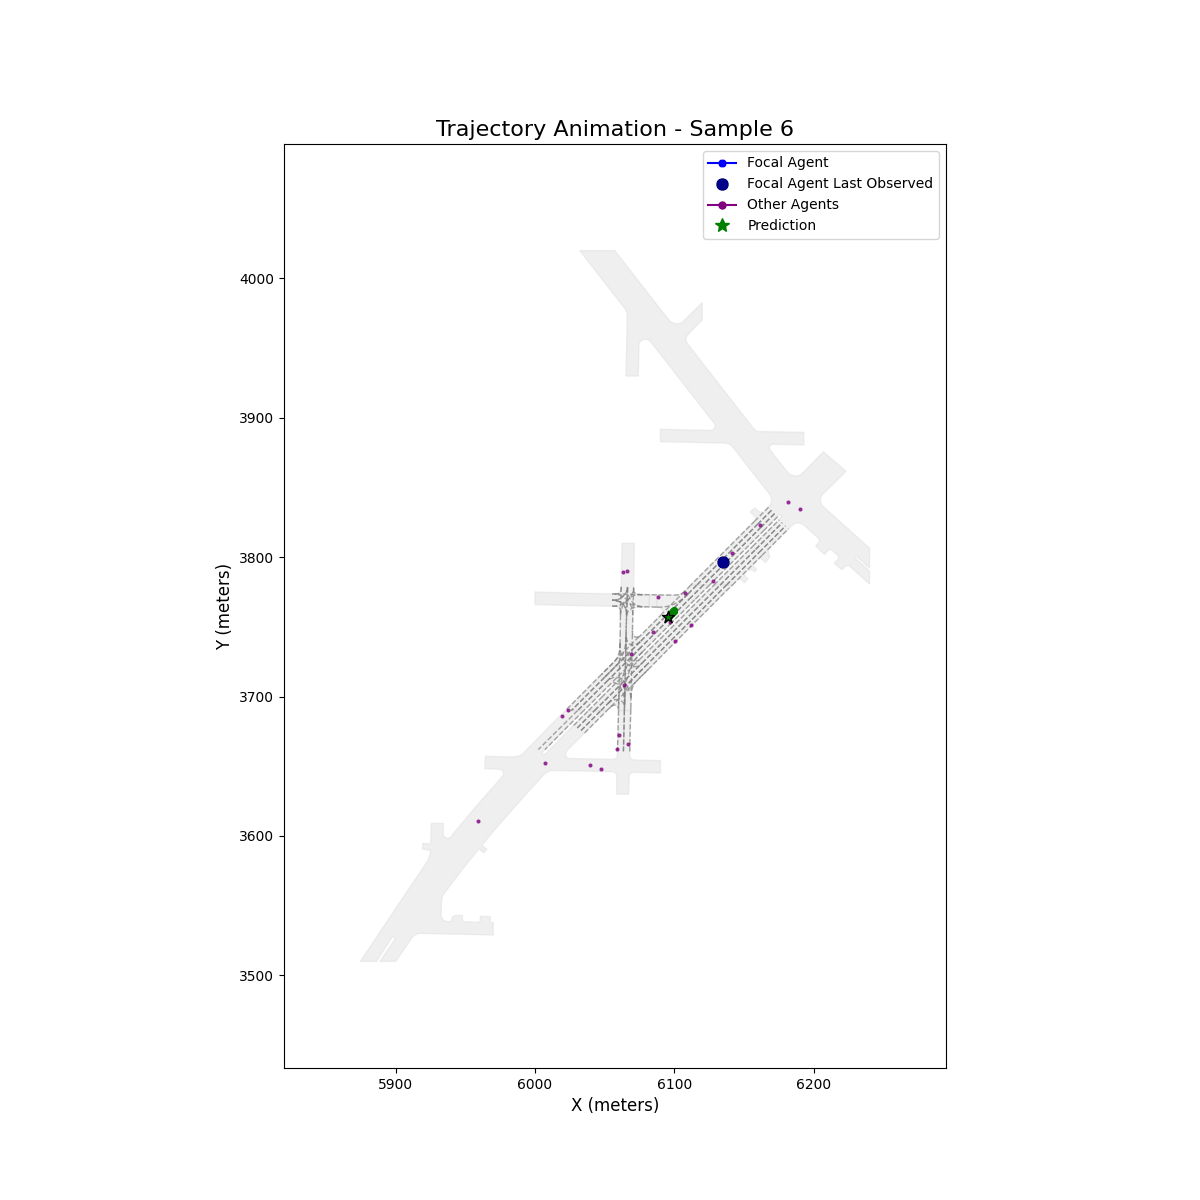 Trajectory Animation - Sample 6
Focal Agent
Focal Agent Last Observed
Other Agents
Prediction
4000
3900
3800
3700
3600
3500
Y (meters)
5900 6000 6100 6200
X (meters)